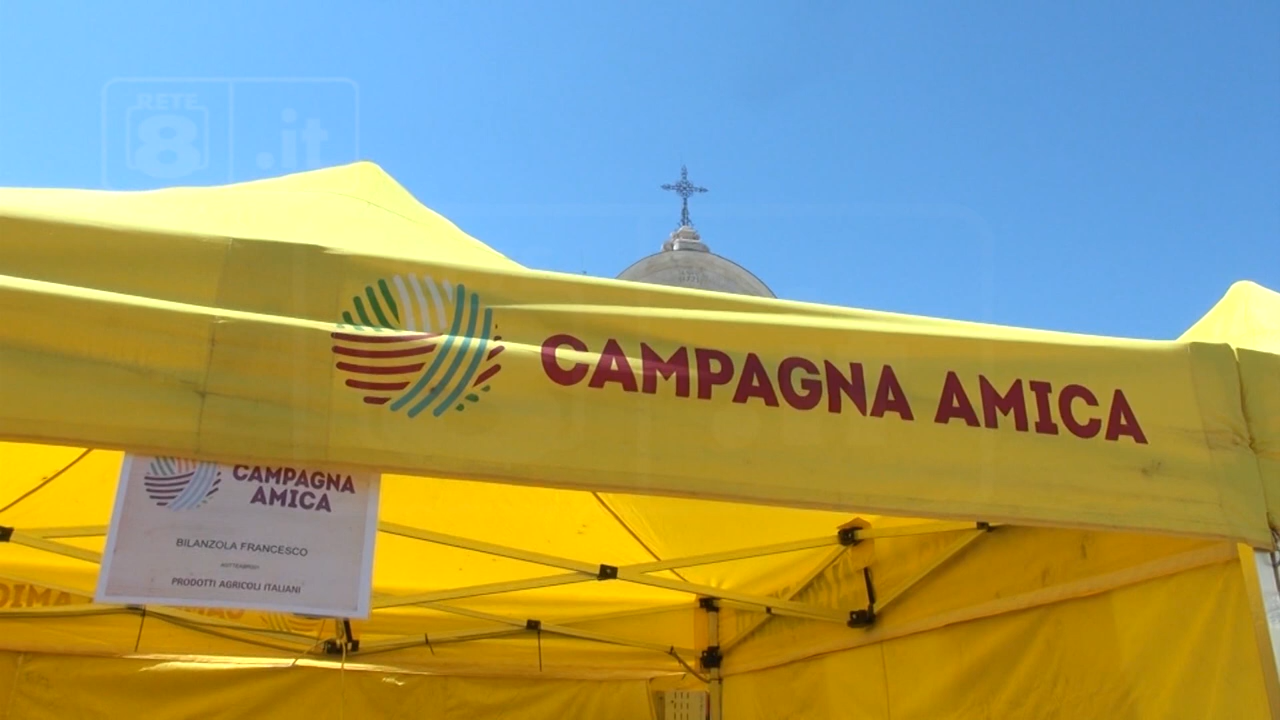 RETE
8 .it
CAMPAGNA AMICA
CAMPAGNA
AMICA
BILANZOLA FRANCESCO
PRODOTTI AGRICOLI ITALIANI